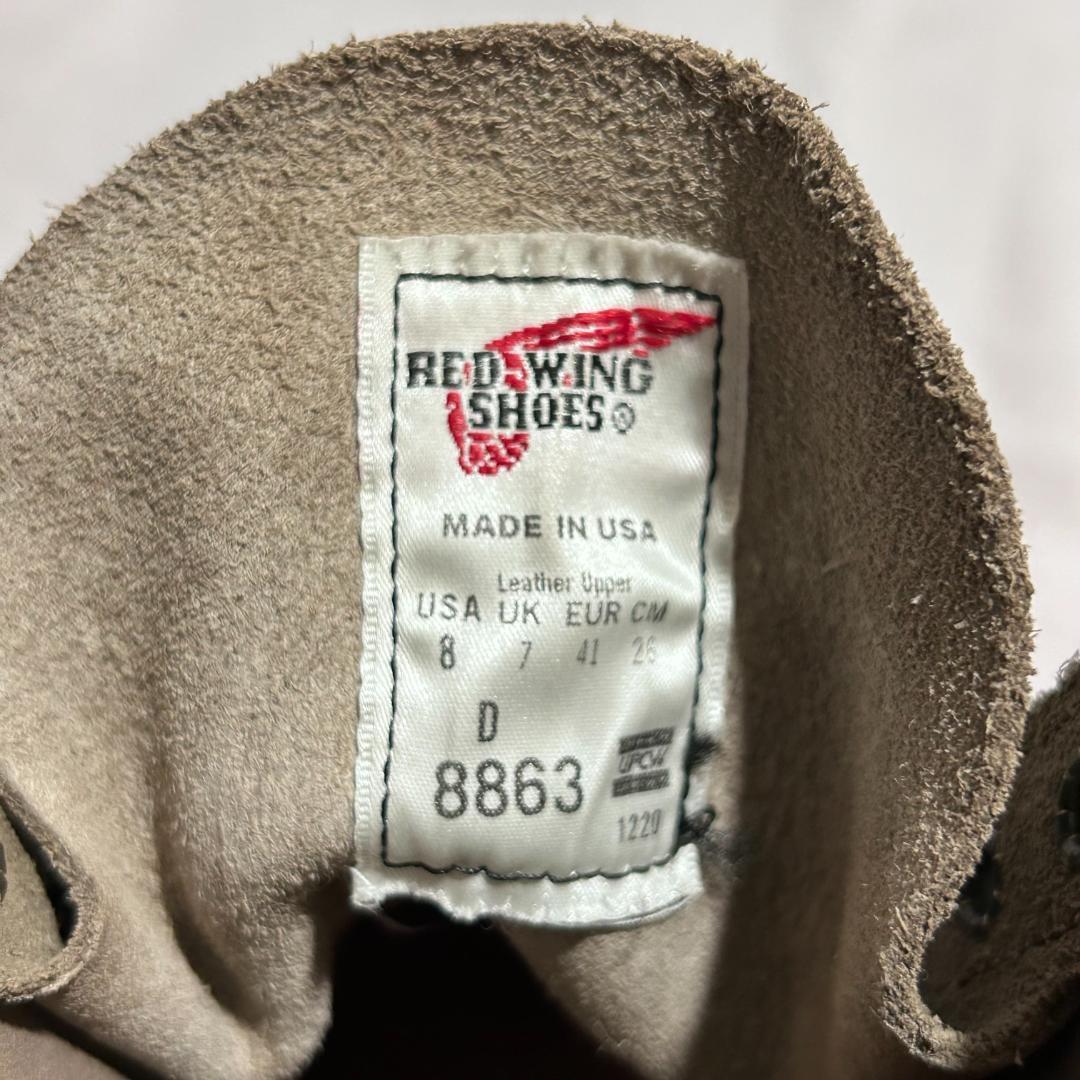 RED WING
SHOES®
MADE IN USA
Leather Upper
USA UK EUR CM
8 7 41 26
D
8863
UFCW
1220